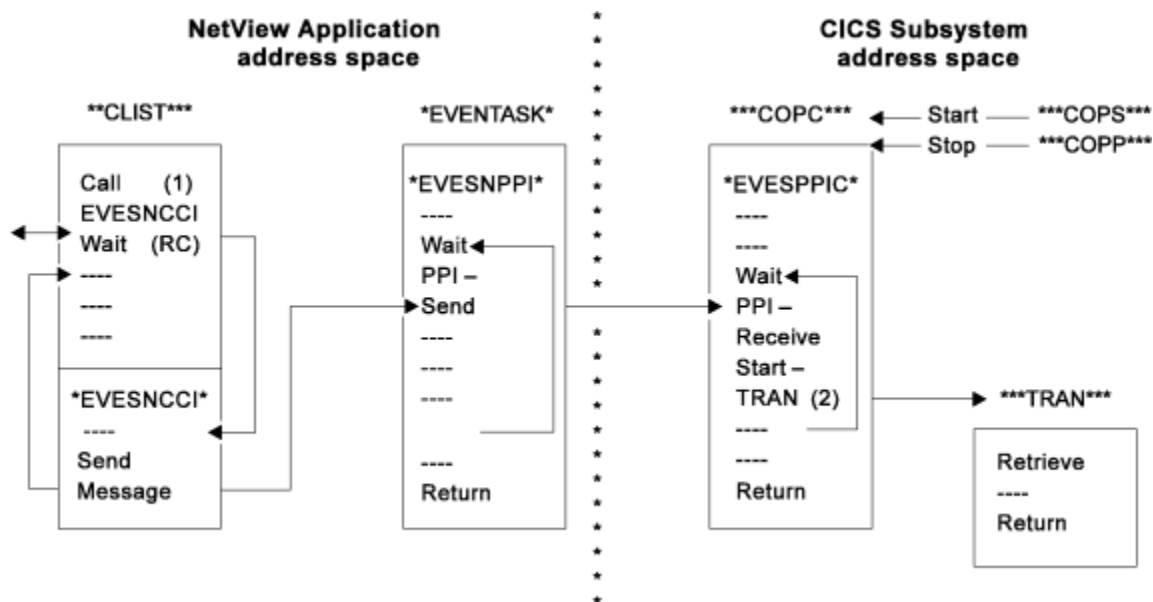 NetView Application
address space
CICS Subsystem
address space
**CLIST***
*EVENTASK*
***COPC***
Start
***COPS***
Stop
***COPP***
Call (1)
EVESNCCI
Wait (RC)
----
----
----
*EVESNCCI*
----
Send
Message
*EVESNPPI*
----
Wait
PPI –
Send
----
----
----
----
Return
*EVESPPIC*
----
----
Wait
PPI –
Receive
Start –
TRAN (2)
----
----
Return
***TRAN***
Retrieve
----
Return